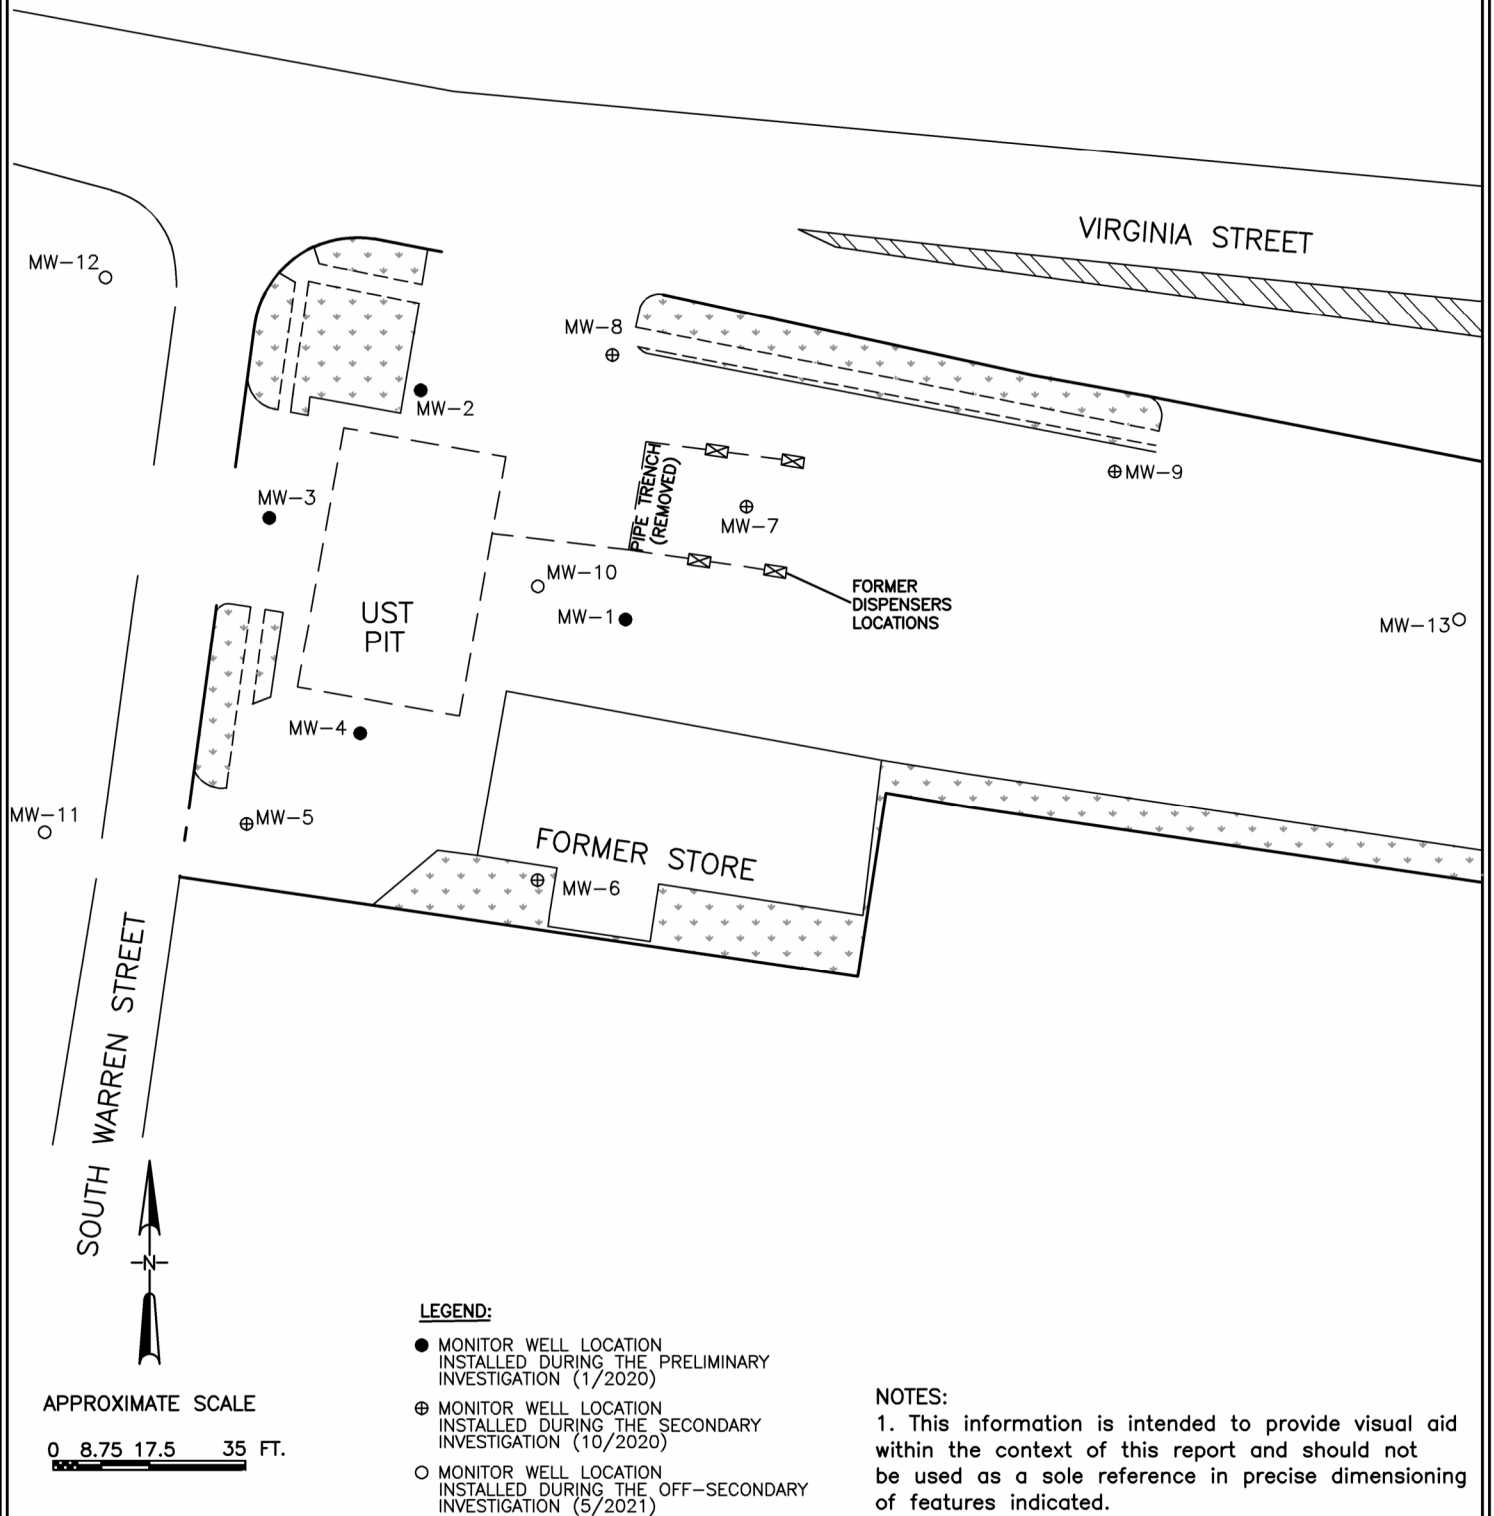 VIRGINIA STREET
MW-12
MW-8
MW-2
MW-9
MW-3
PIPE TRENCH
(REMOVED)
MW-7
MW-10
MW-1
FORMER
DISPENSERS
LOCATIONS
UST
PIT
MW-13
MW-4
MW-11
MW-5
FORMER STORE
MW-6
SOUTH WARREN STREET
N
APPROXIMATE SCALE
0 8.75 17.5 35 FT.
LEGEND:
MONITOR WELL LOCATION
INSTALLED DURING THE PRELIMINARY
INVESTIGATION (1/2020)
MONITOR WELL LOCATION
INSTALLED DURING THE SECONDARY
INVESTIGATION (10/2020)
MONITOR WELL LOCATION
INSTALLED DURING THE OFF-SECONDARY
INVESTIGATION (5/2021)
NOTES:
1. This information is intended to provide visual aid
within the context of this report and should not
be used as a sole reference in precise dimensioning
of features indicated.